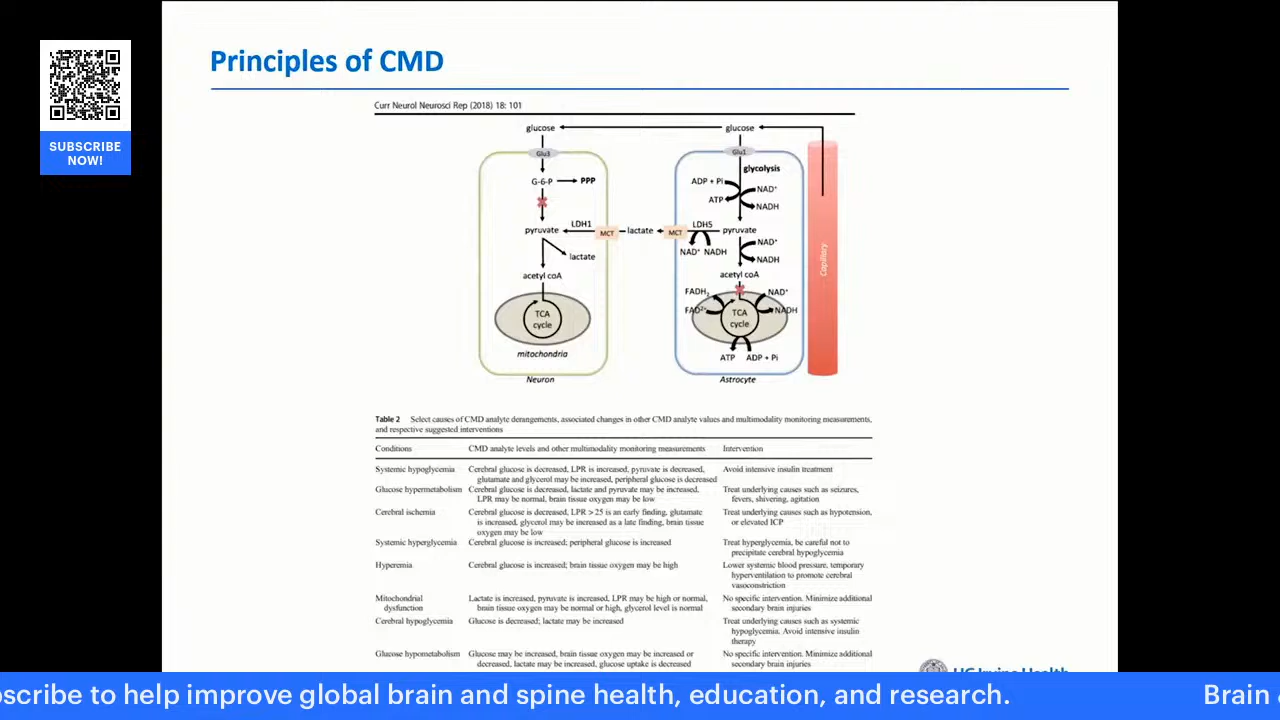 Principles of CMD
SUBSCRIBE
NOW!
Curr Neurol Neurosci Rep (2018) 18: 101
glucose
glucose
Glu3
Glu1
glycolysis
G-6-P
PPP
ADP + Pi
NAD⁺
ATP
NADH
LDH1
LDH5
pyruvate
MCT
lactate
MCT
pyruvate
NAD⁺
NADH
NAD⁺
lactate
NADH
acetyl coA
acetyl coA
FADH₂
NAD⁺
FAD²⁺
NADH
TCA
cycle
TCA
cycle
mitochondria
ATP
ADP + Pi
Neuron
Astrocyte
Capillary
Table 2 Select causes of CMD analyte derangements, associated changes in other CMD analyte values and multimodality monitoring measurements,
and respective suggested interventions
Conditions CMD analyte levels and other multimodality monitoring measurements Intervention
Systemic hypoglycemia Cerebral glucose is decreased, LPR is increased, pyruvate is decreased, Avoid intensive insulin treatment
glutamate and glycerol may be increased, peripheral glucose is decreased
Glucose hypermetabolism Cerebral glucose is decreased, lactate and pyruvate may be increased, Treat underlying causes such as seizures,
LPR may be normal, brain tissue oxygen may be low fevers, shivering, agitation
Cerebral ischemia Cerebral glucose is decreased, LPR > 25 is an early finding, glutamate Treat underlying causes such as hypotension,
is increased, glycerol may be increased as a late finding, brain tissue or elevated ICP
oxygen may be low
Systemic hyperglycemia Cerebral glucose is increased; peripheral glucose is increased Treat hyperglycemia, be careful not to
precipitate cerebral hypoglycemia
Hyperemia Cerebral glucose is increased; brain tissue oxygen may be high Lower systemic blood pressure, temporary
hyperventilation to promote cerebral
vasoconstriction
Mitochondrial Lactate is increased, pyruvate is increased, LPR may be high or normal, No specific intervention. Minimize additional
dysfunction brain tissue oxygen may be normal or high, glycerol level is normal secondary brain injuries
Cerebral hypoglycemia Glucose is decreased; lactate may be increased Treat underlying causes such as systemic
hypoglycemia. Avoid intensive insulin
therapy
Glucose hypometabolism Glucose may be increased, brain tissue oxygen may be increased or No specific intervention. Minimize additional
decreased, lactate may be increased, glucose uptake is decreased secondary brain injuries
UC Irvine Health
scribe to help improve global brain and spine health, education, and research. Brain